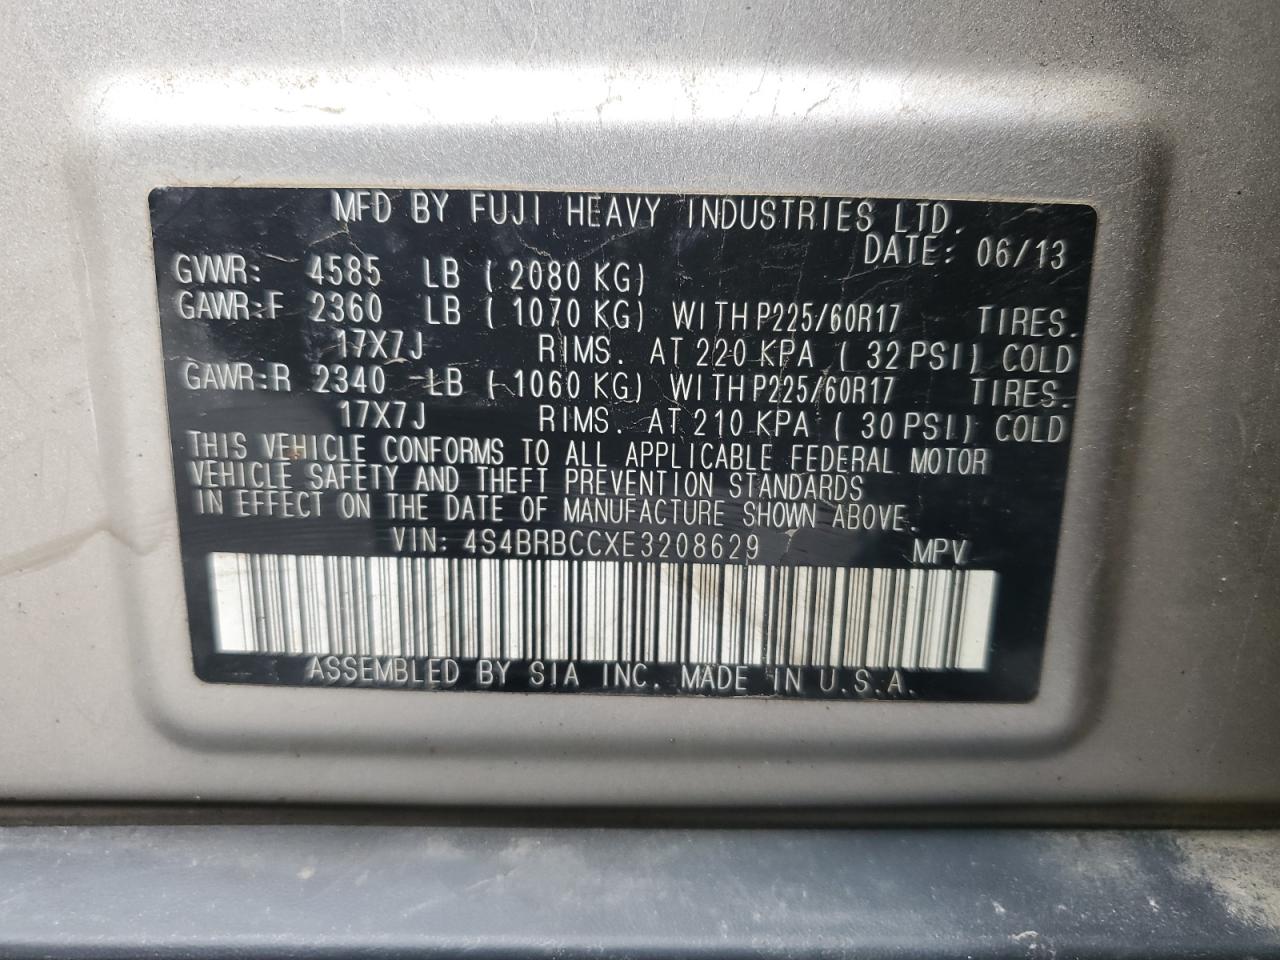 MFD BY FUJI HEAVY INDUSTRIES LTD.
DATE: 06/13
GVWR: 4585 LB ( 2080 KG)
GAWR:F 2360 LB ( 1070 KG) WITH P225/60R17 TIRES.
17X7J RIMS. AT 220 KPA ( 32 PSI) COLD
GAWR:R 2340 LB ( 1060 KG) WITH P225/60R17 TIRES.
17X7J RIMS. AT 210 KPA ( 30 PSI) COLD
THIS VEHICLE CONFORMS TO ALL APPLICABLE FEDERAL MOTOR
VEHICLE SAFETY AND THEFT PREVENTION STANDARDS
IN EFFECT ON THE DATE OF MANUFACTURE SHOWN ABOVE.
VIN: 4S4BRBCCXE3208629 MPV
ASSEMBLED BY SIA INC. MADE IN U.S.A.